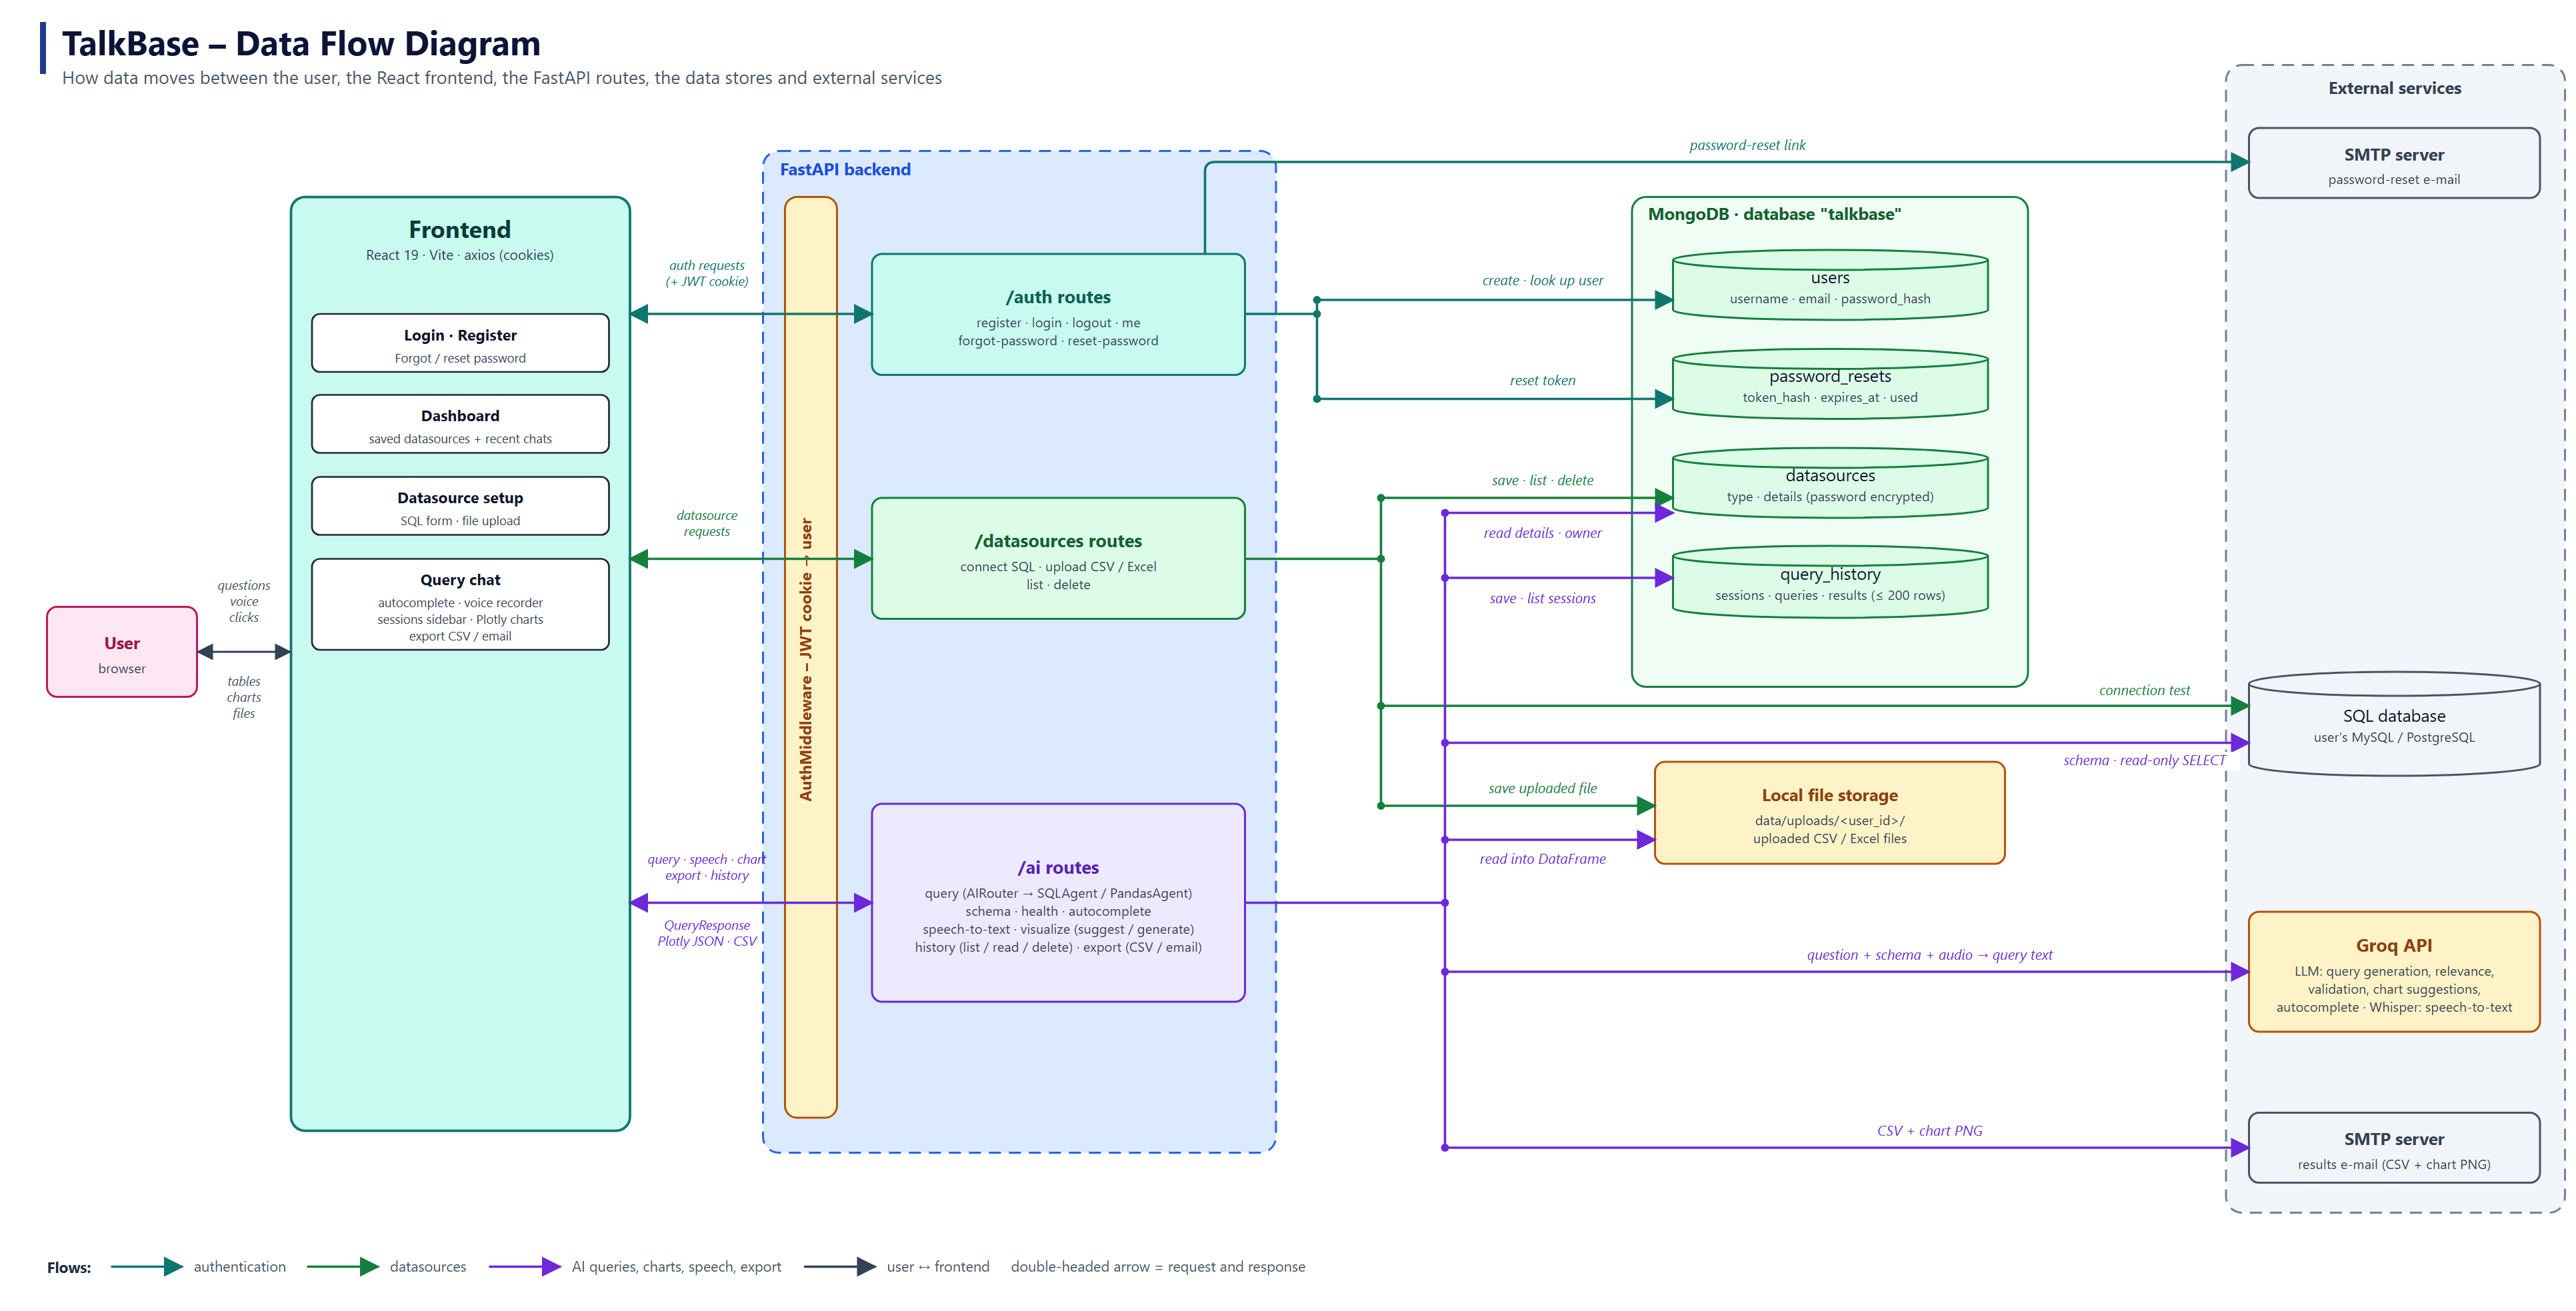 TalkBase – Data Flow Diagram
How data moves between the user, the React frontend, the FastAPI routes, the data stores and external services
User
browser
questions
voice
clicks
tables
charts
files
Frontend
React 19 · Vite · axios (cookies)
Login · Register
Forgot / reset password
Dashboard
saved datasources + recent chats
Datasource setup
SQL form · file upload
Query chat
autocomplete · voice recorder
sessions sidebar · Plotly charts
export CSV / email
auth requests
(+ JWT cookie)
datasource
requests
query · speech · chart
export · history
QueryResponse
Plotly JSON · CSV
FastAPI backend
AuthMiddleware – JWT cookie → user
/auth routes
register · login · logout · me
forgot-password · reset-password
/datasources routes
connect SQL · upload CSV / Excel
list · delete
/ai routes
query (AIRouter → SQLAgent / PandasAgent)
schema · health · autocomplete
speech-to-text · visualize (suggest / generate)
history (list / read / delete) · export (CSV / email)
password-reset link
create · look up user
reset token
save · list · delete
read details · owner
save · list sessions
connection test
schema · read-only SELECT
save uploaded file
read into DataFrame
question + schema + audio → query text
CSV + chart PNG
MongoDB · database "talkbase"
users
username · email · password_hash
password_resets
token_hash · expires_at · used
datasources
type · details (password encrypted)
query_history
sessions · queries · results (≤ 200 rows)
Local file storage
data/uploads/<user_id>/
uploaded CSV / Excel files
External services
SMTP server
password-reset e-mail
SQL database
user's MySQL / PostgreSQL
Groq API
LLM: query generation, relevance,
validation, chart suggestions,
autocomplete · Whisper: speech-to-text
SMTP server
results e-mail (CSV + chart PNG)
Flows:
authentication
datasources
AI queries, charts, speech, export
user ↔ frontend
double-headed arrow = request and response